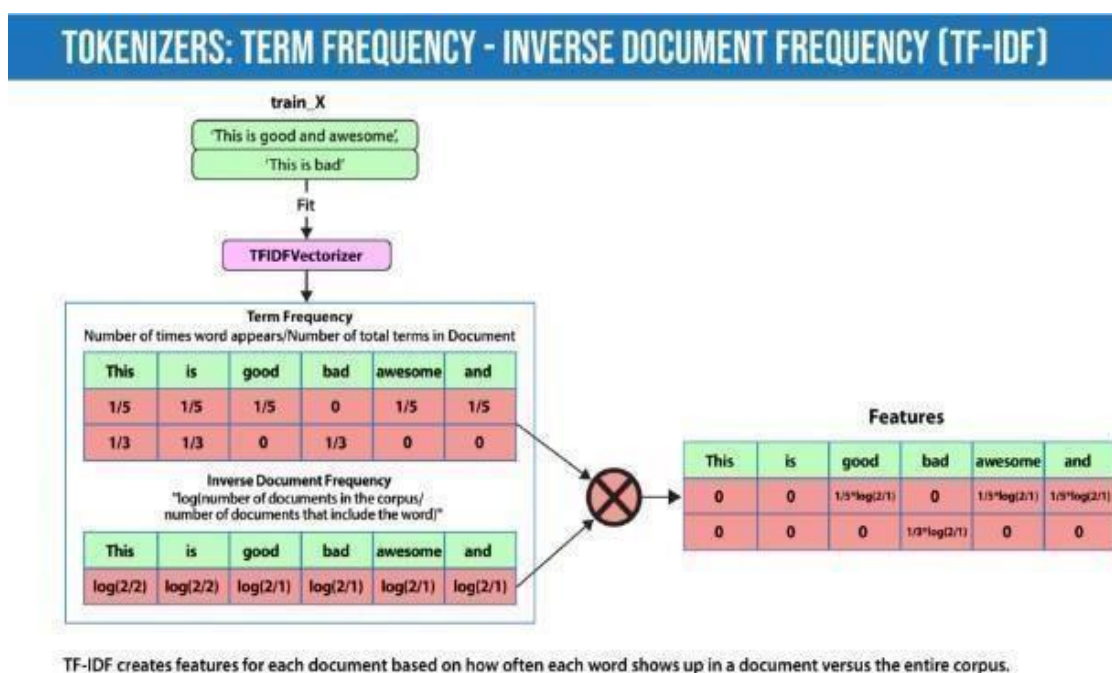 TOKENIZERS: TERM FREQUENCY - INVERSE DOCUMENT FREQUENCY (TF-IDF)
train_X
'This is good and awesome',
'This is bad'
Fit
TFIDFVectorizer
Term Frequency
Number of times word appears/Number of total terms in Document
This is good bad awesome and
1/5 1/5 1/5 0 1/5 1/5
1/3 1/3 0 1/3 0 0
Inverse Document Frequency
"log(number of documents in the corpus/
number of documents that include the word)"
This is good bad awesome and
log(2/2) log(2/2) log(2/1) log(2/1) log(2/1) log(2/1)
Features
This is good bad awesome and
0 0 1/5*log(2/1) 0 1/5*log(2/1) 1/5*log(2/1)
0 0 0 1/3*log(2/1) 0 0
TF-IDF creates features for each document based on how often each word shows up in a document versus the entire corpus.